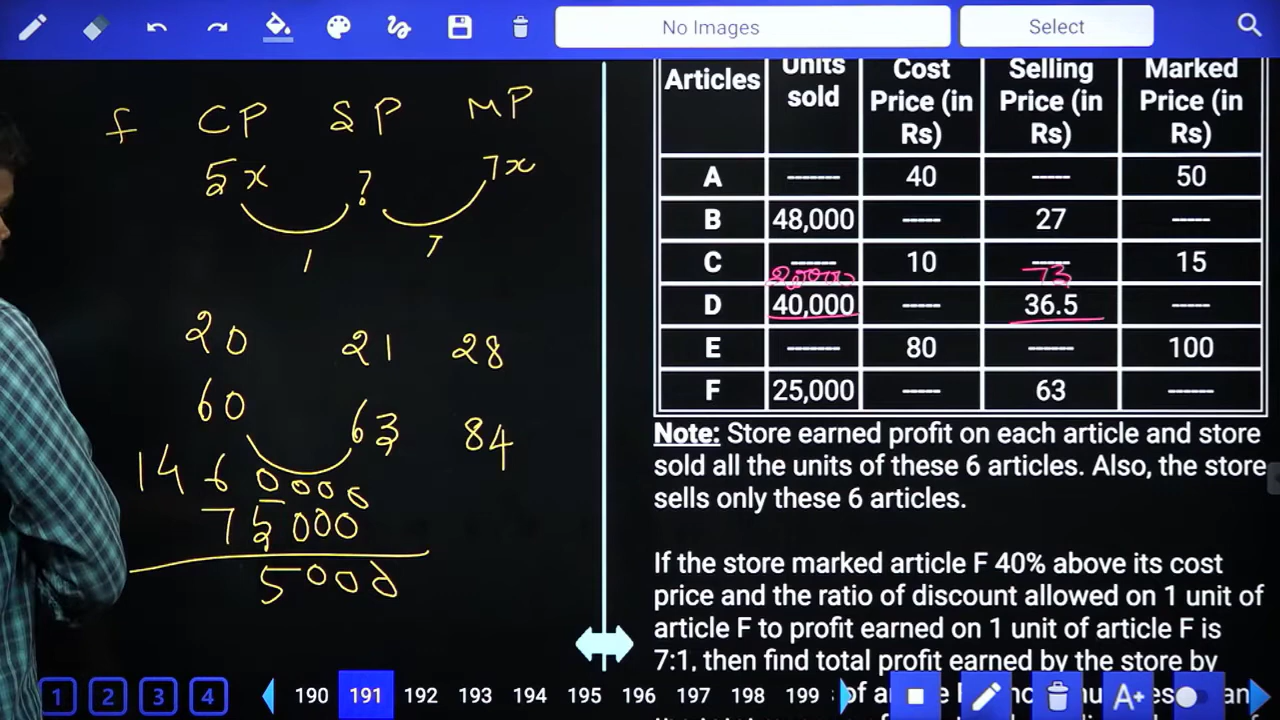 No Images
Select
f CP SP MP
5x ? 7x
1 7
20 21 28
60 63 84
1460000
75000
5000
Articles Units sold Cost Price (in Rs) Selling Price (in Rs) Marked Price (in Rs)
A ------- 40 ----- 50
B 48,000 ----- 27 -----
C ------ 10 ----- 15
20000 73
D 40,000 ----- 36.5 -----
E ------- 80 ------ 100
F 25,000 ----- 63 ------
Note: Store earned profit on each article and store
sold all the units of these 6 articles. Also, the store
sells only these 6 articles.
If the store marked article F 40% above its cost
price and the ratio of discount allowed on 1 unit of
article F to profit earned on 1 unit of article F is
7:1, then find total profit earned by the store by
1 2 3 4 190 191 192 193 194 195 196 197 198 199 A+